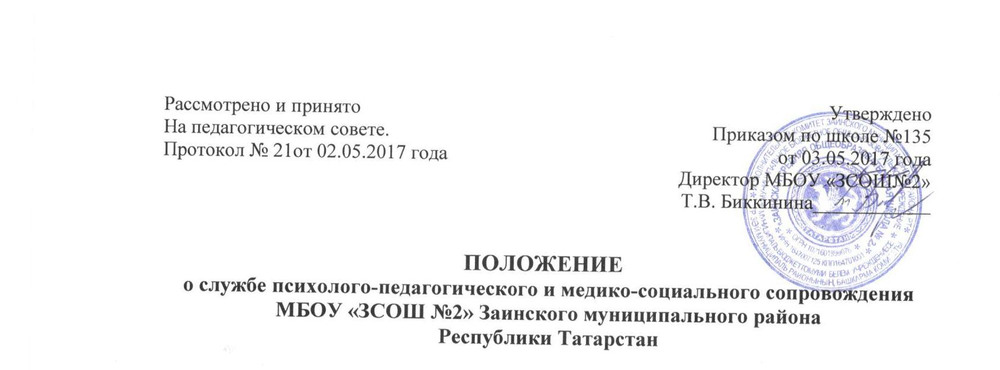 Рассмотрено и принято
На педагогическом совете.
Протокол № 21от 02.05.2017 года
Утверждено
Приказом по школе №135
от 03.05.2017 года
Директор МБОУ «ЗСОШ№2»
Т.В. Биккинина
ТАТАРСТАН
ПОЛОЖЕНИЕ
о службе психолого-педагогического и медико-социального сопровождения
МБОУ «ЗСОШ №2» Заинского муниципального района
Республики Татарстан